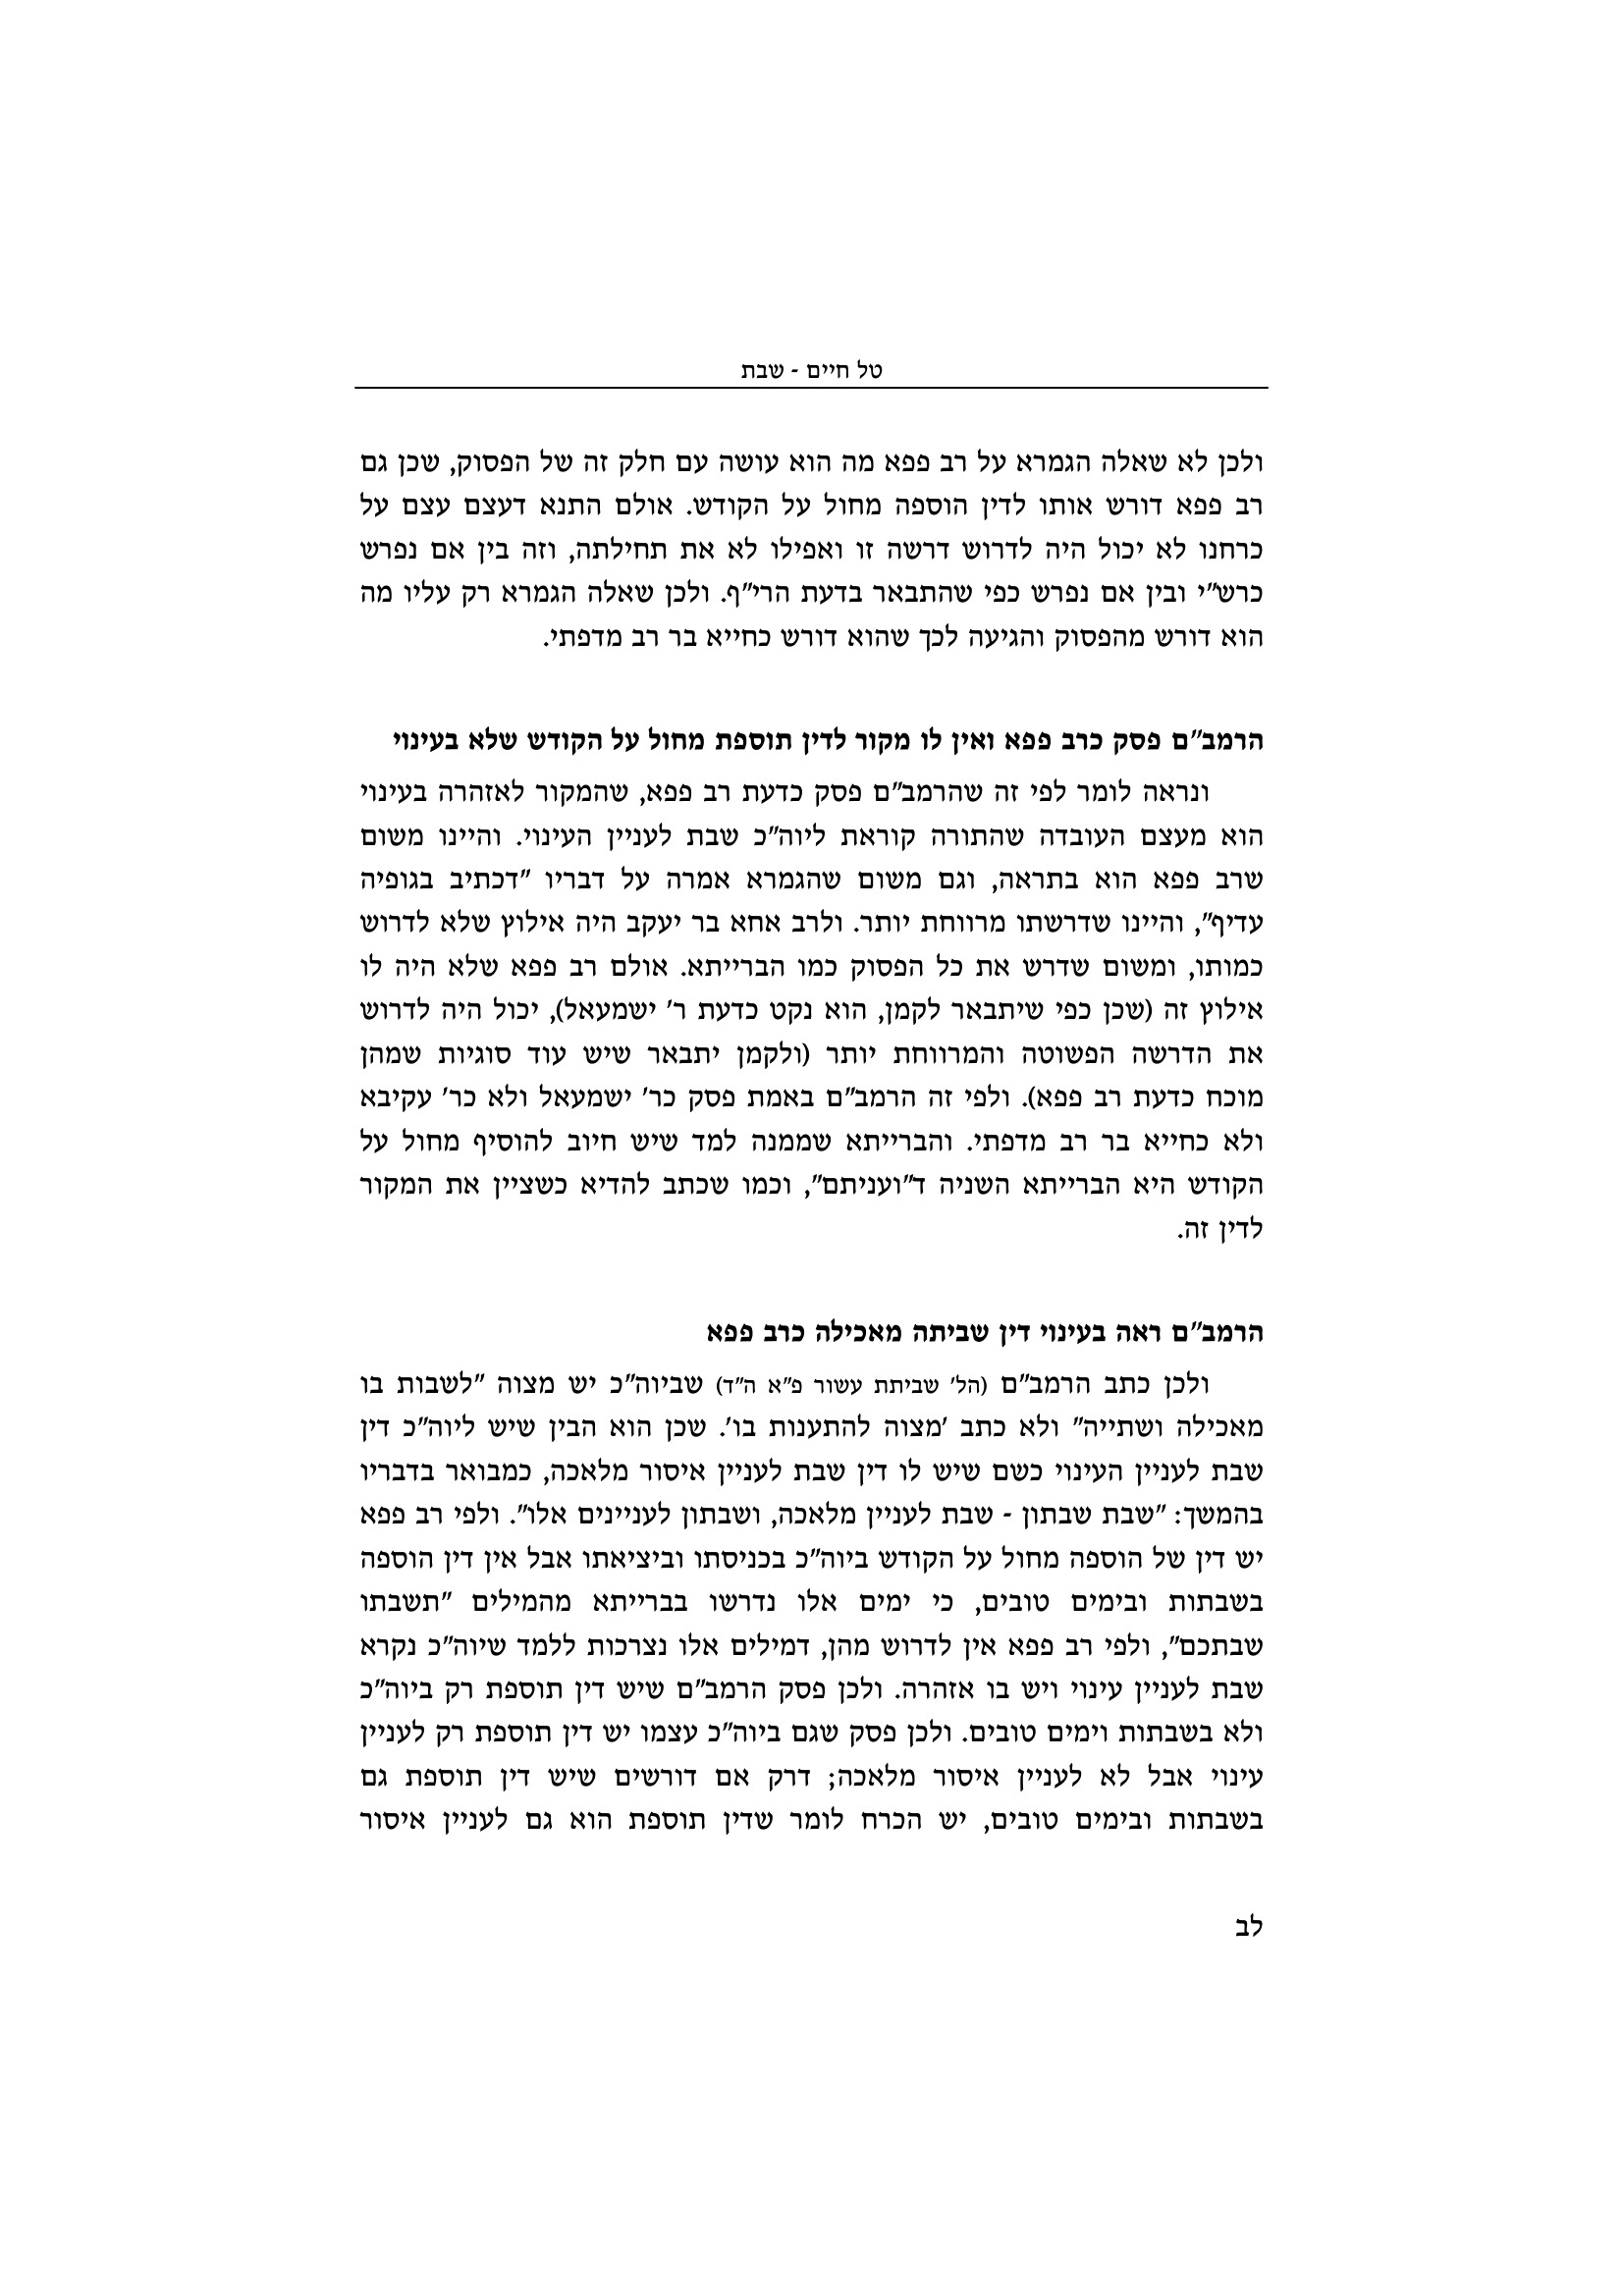 טל חיים - שבת
ולכן לא שאלה הגמרא על רב פפא מה הוא עושה עם חלק זה של הפסוק, שכן גם
רב פפא דורש אותו לדין הוספה מחול על הקודש. אולם התנא דעצם עצם על
כרחנו לא יכול היה לדרוש דרשה זו ואפילו לא את תחילתה, וזה בין אם נפרש
כרש"י ובין אם נפרש כפי שהתבאר בדעת הרי"ף. ולכן שאלה הגמרא רק עליו מה
הוא דורש מהפסוק והגיעה לכך שהוא דורש כחייא בר רב מדפתי.
הרמב"ם פסק כרב פפא ואין לו מקור לדין תוספת מחול על הקודש שלא בעינוי
ונראה לומר לפי זה שהרמב"ם פסק כדעת רב פפא, שהמקור לאזהרה בעינוי
הוא מעצם העובדה שהתורה קוראת ליוה"כ שבת לעניין העינוי. והיינו משום
שרב פפא הוא בתראה, וגם משום שהגמרא אמרה על דבריו "דכתיב בגופיה
עדיף", והיינו שדרשתו מרווחת יותר. ולרב אחא בר יעקב היה אילוץ שלא לדרוש
כמותו, ומשום שדרש את כל הפסוק כמו הברייתא. אולם רב פפא שלא היה לו
אילוץ זה (שכן כפי שיתבאר לקמן, הוא נקט כדעת ר' ישמעאל), יכול היה לדרוש
את הדרשה הפשוטה והמרווחת יותר (ולקמן יתבאר שיש עוד סוגיות שמהן
מוכח כדעת רב פפא). ולפי זה הרמב"ם באמת פסק כר' ישמעאל ולא כר' עקיבא
ולא כחייא בר רב מדפתי. והברייתא שממנה למד שיש חיוב להוסיף מחול על
הקודש היא הברייתא השניה ד"ועניתם", וכמו שכתב להדיא כשציין את המקור
לדין זה.
הרמב"ם ראה בעינוי דין שביתה מאכילה כרב פפא
ולכן כתב הרמב"ם (הל' שביתת עשור פ"א ה"ד) שביוה"כ יש מצוה "לשבות בו
מאכילה ושתייה" ולא כתב 'מצוה להתענות בו'. שכן הוא הבין שיש ליוה"כ דין
שבת לעניין העינוי כשם שיש לו דין שבת לעניין איסור מלאכה, כמבואר בדבריו
בהמשך: "שבת שבתון - שבת לעניין מלאכה, ושבתון לעניינים אלו". ולפי רב פפא
יש דין של הוספה מחול על הקודש ביוה"כ בכניסתו וביציאתו אבל אין דין הוספה
בשבתות ובימים טובים, כי ימים אלו נדרשו בברייתא מהמילים "תשבתו
שבתכם", ולפי רב פפא אין לדרוש מהן, דמילים אלו נצרכות ללמד שיוה"כ נקרא
שבת לעניין עינוי ויש בו אזהרה. ולכן פסק הרמב"ם שיש דין תוספת רק ביוה"כ
ולא בשבתות וימים טובים. ולכן פסק שגם ביוה"כ עצמו יש דין תוספת רק לעניין
עינוי אבל לא לעניין איסור מלאכה; דרק אם דורשים שיש דין תוספת גם
בשבתות ובימים טובים, יש הכרח לומר שדין תוספת הוא גם לעניין איסור
לב